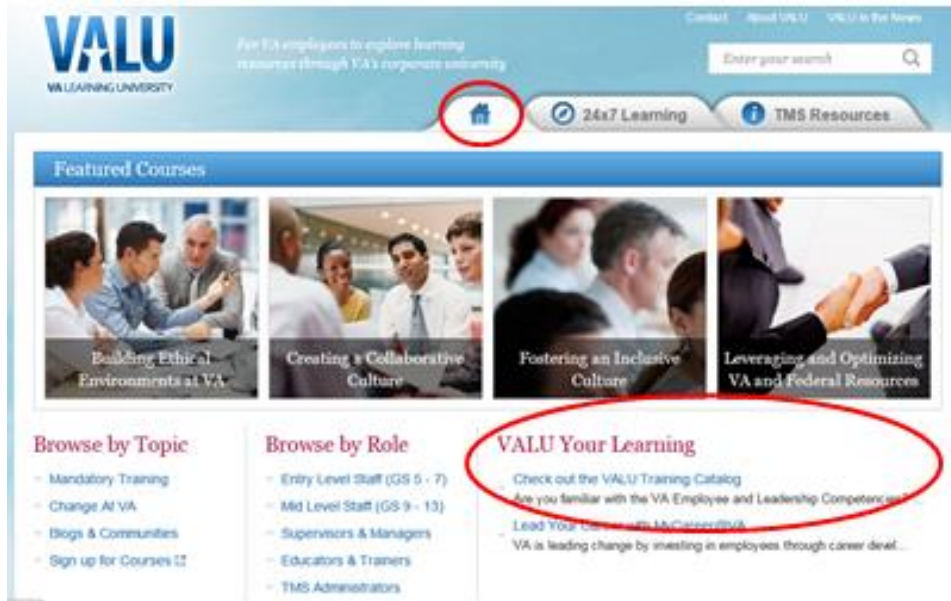 Contact About VALU VALU in the News
VALU
VA LEARNING UNIVERSITY
For VA employees to explore learning
resources through VA's corporate university
Enter your search
24x7 Learning
TMS Resources
Featured Courses
Building Ethical
Environments at VA
Creating a Collaborative
Culture
Fostering an Inclusive
Culture
Leveraging and Optimizing
VA and Federal Resources
Browse by Topic
Mandatory Training
Change At VA
Blogs & Communities
Sign up for Courses
Browse by Role
Entry Level Staff (GS 5 - 7)
Mid Level Staff (GS 9 - 13)
Supervisors & Managers
Educators & Trainers
TMS Administrators
VALU Your Learning
Check out the VALU Training Catalog
Are you familiar with the VA Employee and Leadership Competencies?
Lead Your Career with MyCareer@VA
VA is leading change by investing in employees through career devel...